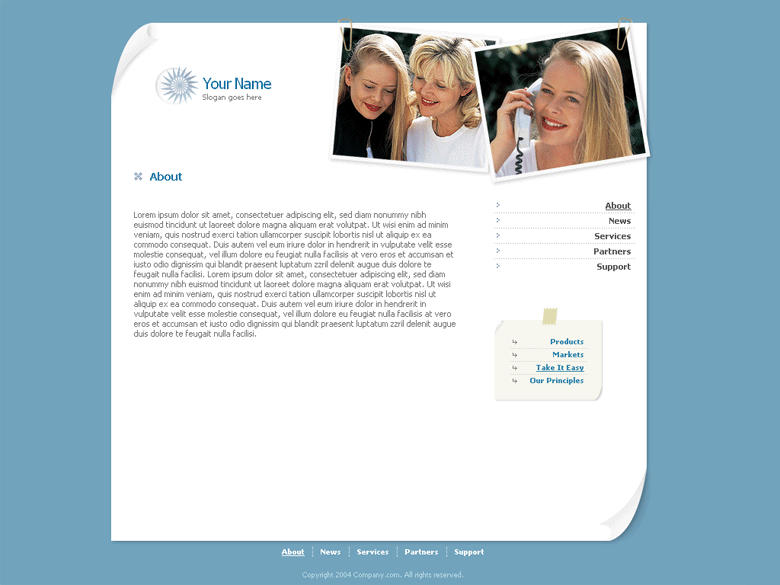 Your Name
Slogan goes here
About
Lorem ipsum dolor sit amet, consectetuer adipiscing elit, sed diam nonummy nibh
euismod tincidunt ut laoreet dolore magna aliquam erat volutpat. Ut wisi enim ad minim
veniam, quis nostrud exerci tation ullamcorper suscipit lobortis nisl ut aliquip ex ea
commodo consequat. Duis autem vel eum iriure dolor in hendrerit in vulputate velit esse
molestie consequat, vel illum dolore eu feugiat nulla facilisis at vero eros et accumsan et
iusto odio dignissim qui blandit praesent luptatum zzril delenit augue duis dolore te
feugait nulla facilisi. Lorem ipsum dolor sit amet, consectetuer adipiscing elit, sed diam
nonummy nibh euismod tincidunt ut laoreet dolore magna aliquam erat volutpat. Ut wisi
enim ad minim veniam, quis nostrud exerci tation ullamcorper suscipit lobortis nisl ut
aliquip ex ea commodo consequat. Duis autem vel eum iriure dolor in hendrerit in
vulputate velit esse molestie consequat, vel illum dolore eu feugiat nulla facilisis at vero
eros et accumsan et iusto odio dignissim qui blandit praesent luptatum zzril delenit augue
duis dolore te feugait nulla facilisi.
About
News
Services
Partners
Support
Products
Markets
Take It Easy
Our Principles
About News Services Partners Support
Copyright 2004 Company.com. All rights reserved.